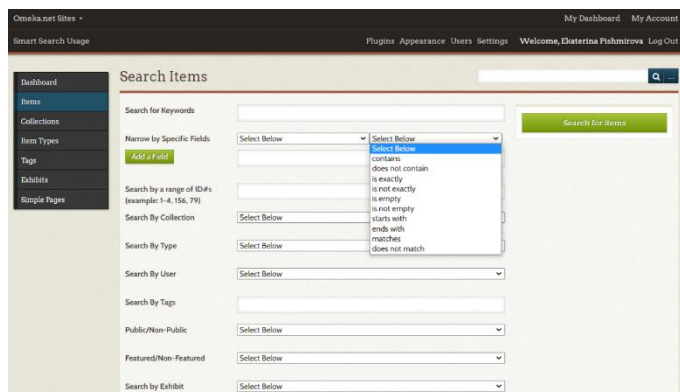 Omeka.net Sites
My Dashboard My Account
Smart Search Usage
Plugins Appearance Users Settings Welcome, Ekaterina Pishmirova Log Out
Dashboard
Items
Collections
Item Types
Tags
Exhibits
Simple Pages
Search Items
...
Search for Keywords
Search for items
Narrow by Specific Fields
Select Below
Select Below
Add a Field
Select Below
contains
does not contain
is exactly
is not exactly
is empty
is not empty
starts with
ends with
matches
does not match
Search by a range of ID#s
(example: 1-4, 156, 79)
Search By Collection
Select Below
Search By Type
Select Below
Search By User
Select Below
Search By Tags
Public/Non-Public
Select Below
Featured/Non-Featured
Select Below
Search by Exhibit
Select Below